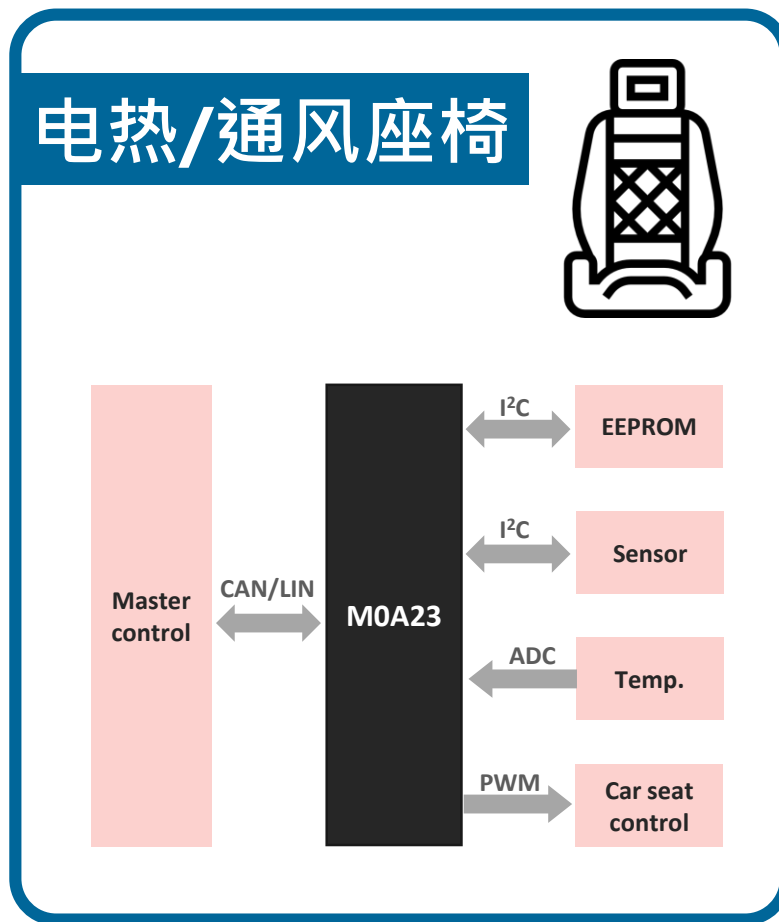 电热/通风座椅
Master
control
CAN/LIN
M0A23
I²C
EEPROM
I²C
Sensor
ADC
Temp.
PWM
Car seat
control